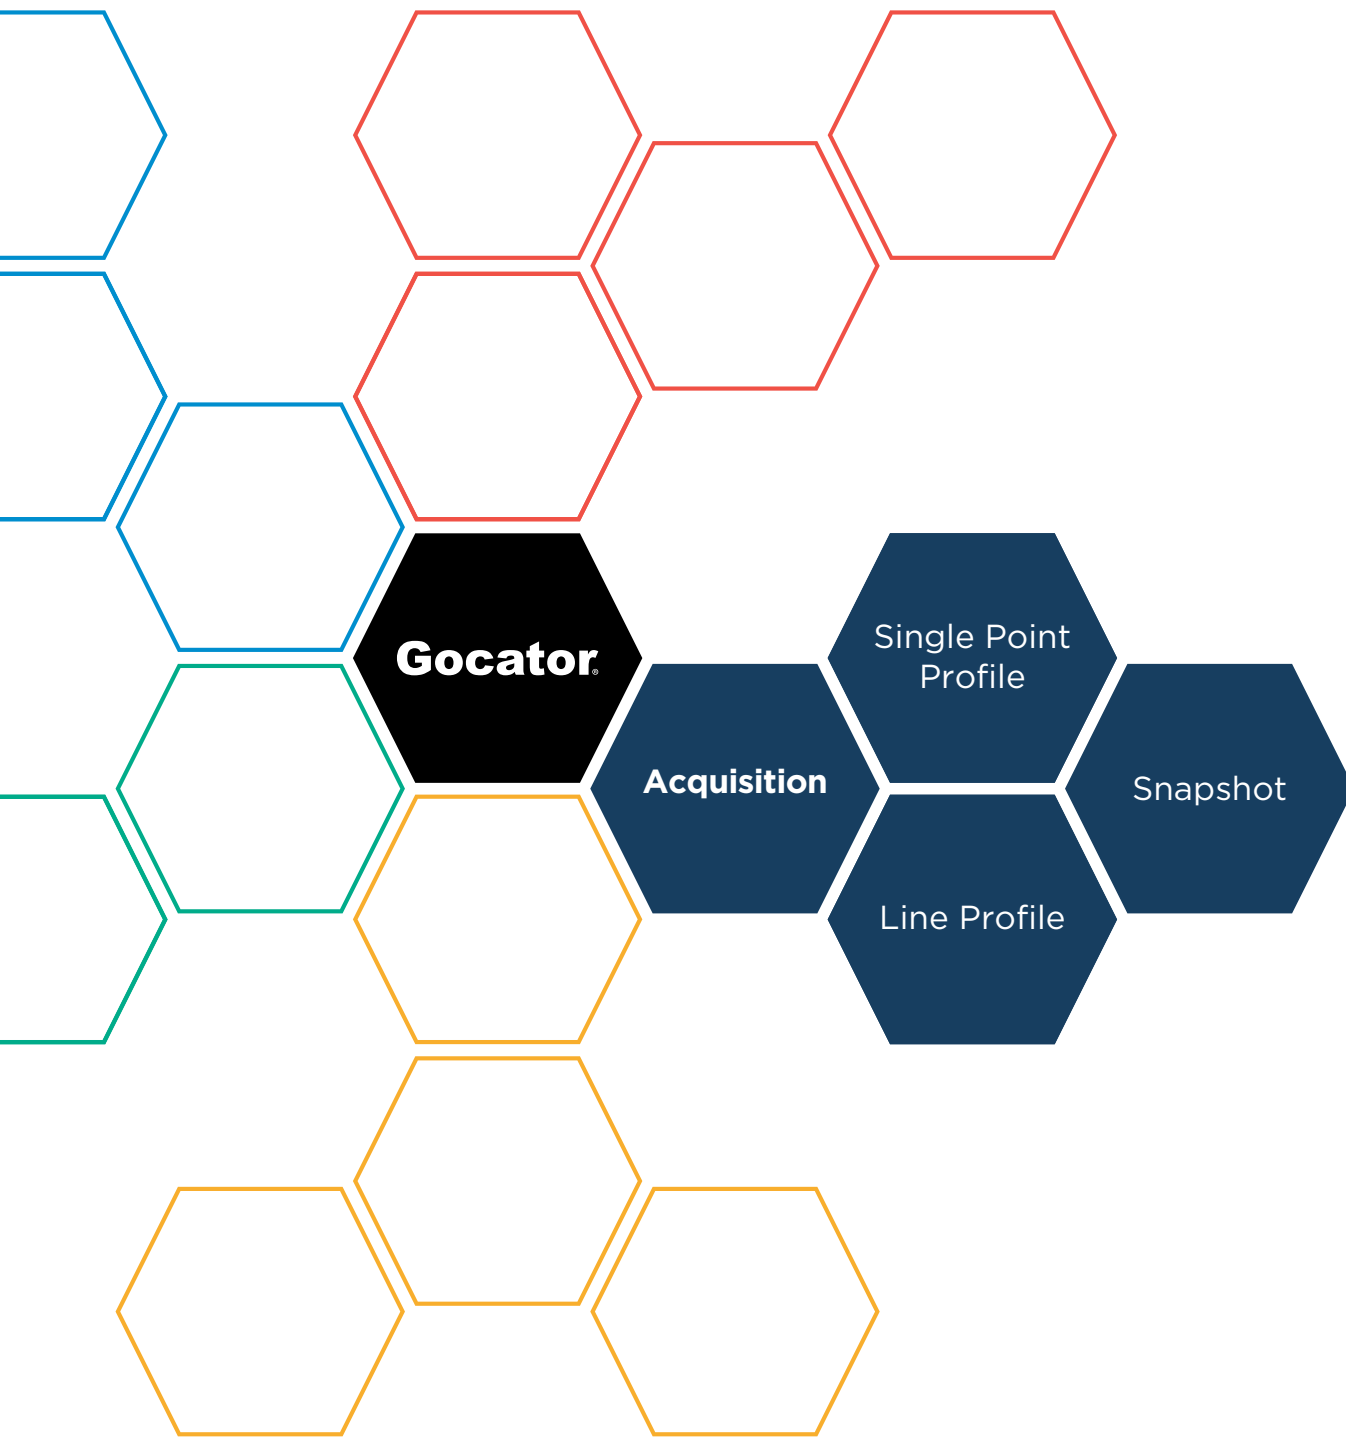 Gocator®
Acquisition
Single Point
Profile
Line Profile
Snapshot